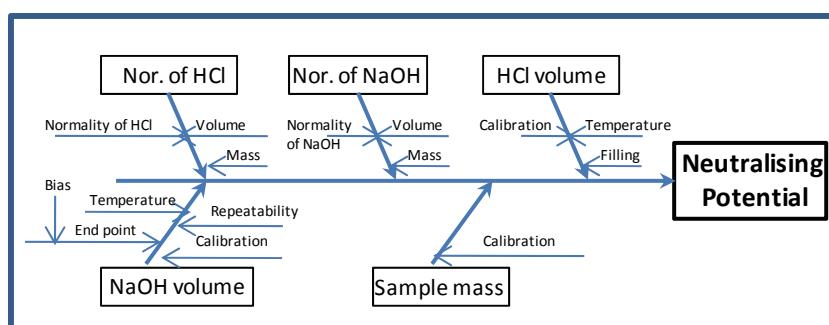 Nor. of HCl
Nor. of NaOH
HCl volume
Normality of HCl
Volume
Mass
Normality
of NaOH
Volume
Mass
Calibration
Temperature
Filling
Neutralising
Potential
Bias
Temperature
Repeatability
End point
Calibration
NaOH volume
Calibration
Sample mass